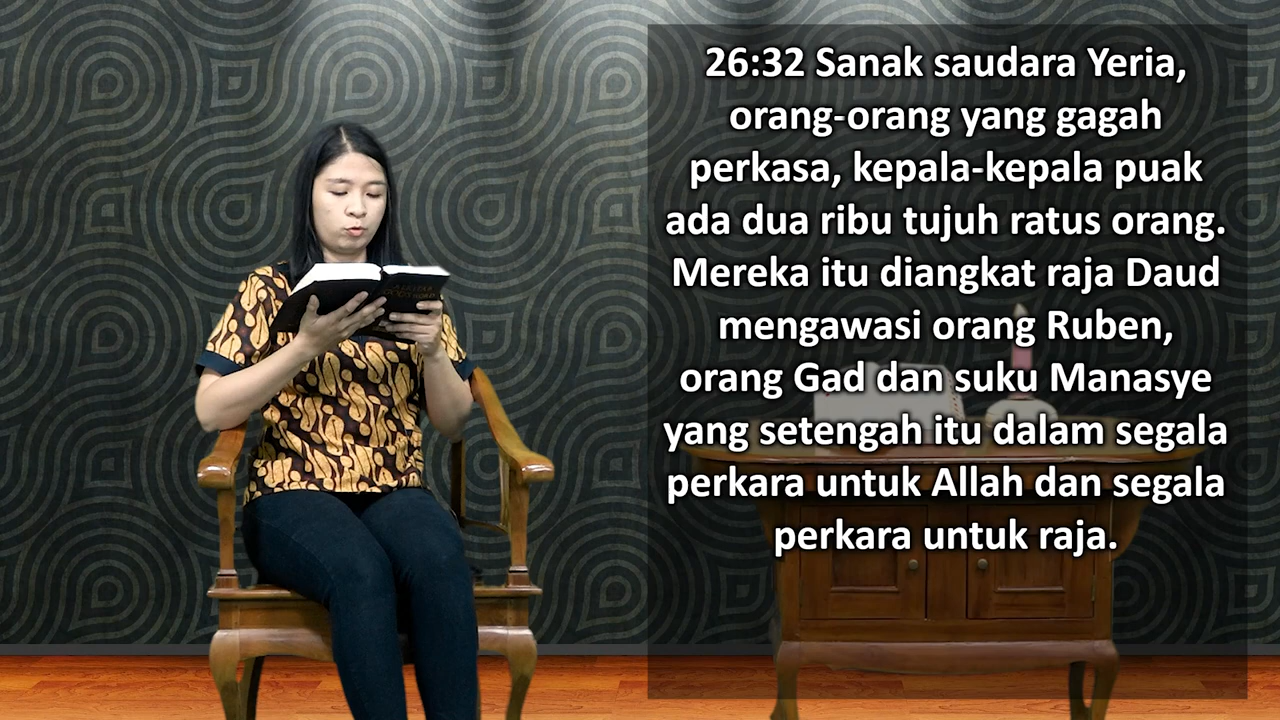 26:32 Sanak saudara Yeria,
orang-orang yang gagah
perkasa, kepala-kepala puak
ada dua ribu tujuh ratus orang.
Mereka itu diangkat raja Daud
mengawasi orang Ruben,
orang Gad dan suku Manasye
yang setengah itu dalam segala
perkara untuk Allah dan segala
perkara untuk raja.